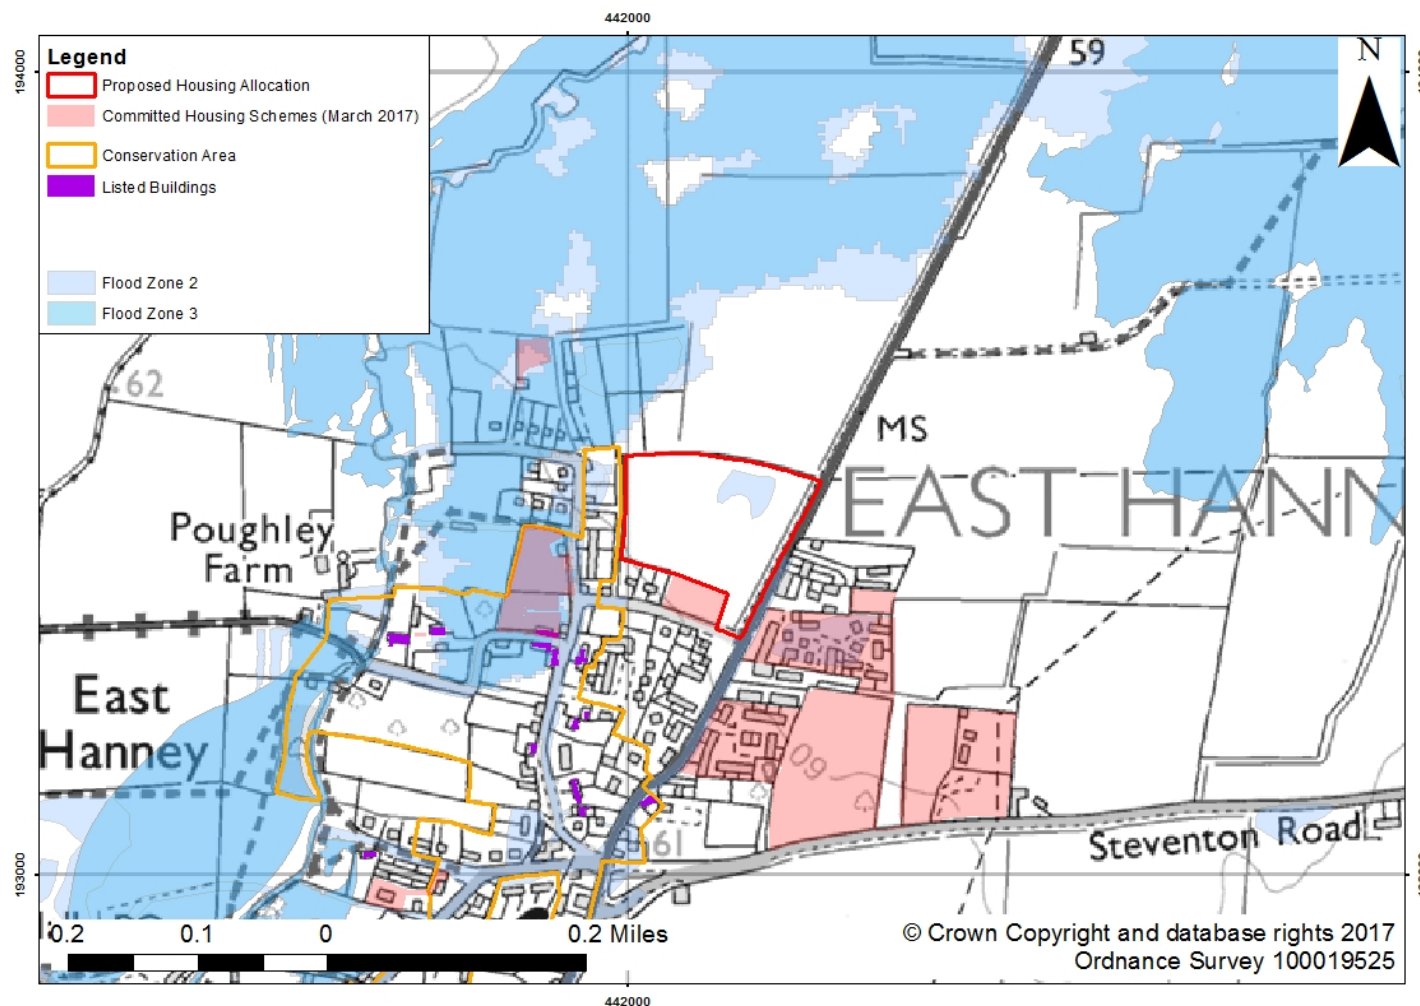 442000
194000
Legend
Proposed Housing Allocation
Committed Housing Schemes (March 2017)
Conservation Area
Listed Buildings
Flood Zone 2
Flood Zone 3
59
N
62
MS
EAST HANN
Poughley
Farm
East
Hanney
60
61
Steventon Road
193000
0.2 0.1 0 0.2 Miles
© Crown Copyright and database rights 2017
Ordnance Survey 100019525
442000